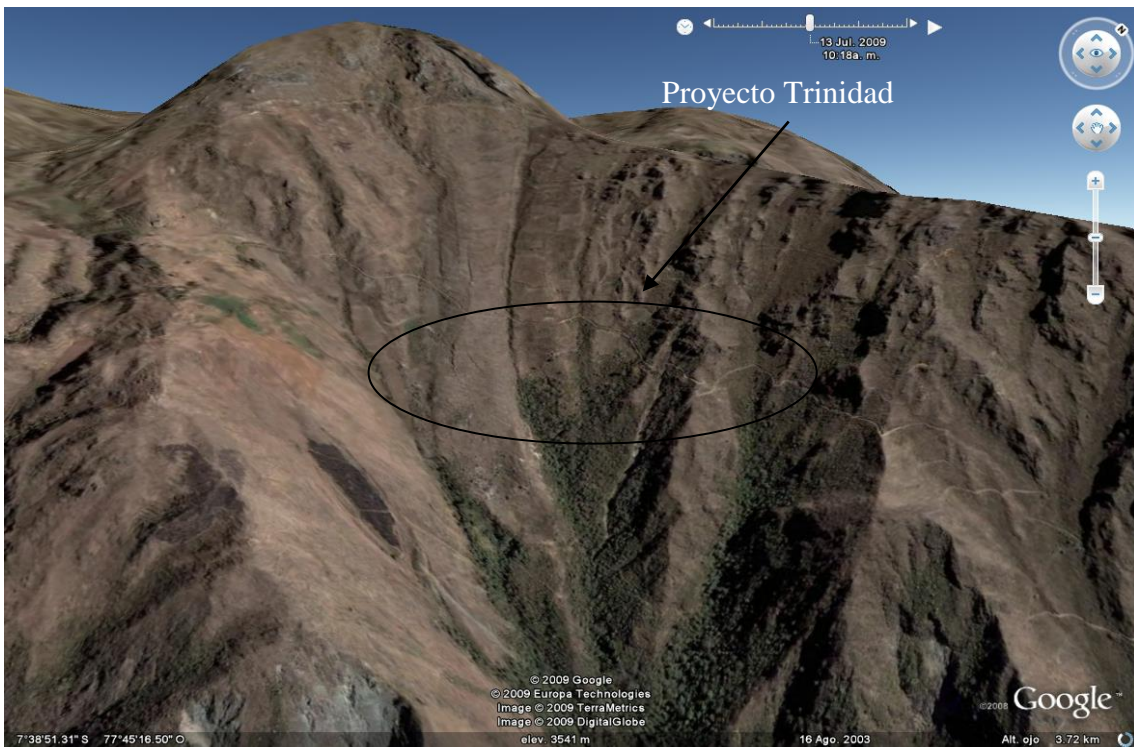 13 Jul. 2009
10:18a. m.
N
Proyecto Trinidad
© 2009 Google
© 2009 Europa Technologies
Image © 2009 TerraMetrics
Image © 2009 DigitalGlobe
©2008 Google™
7°38'51.31" S 77°45'16.50" O elev. 3541 m 16 Ago. 2003 Alt. ojo 3.72 km